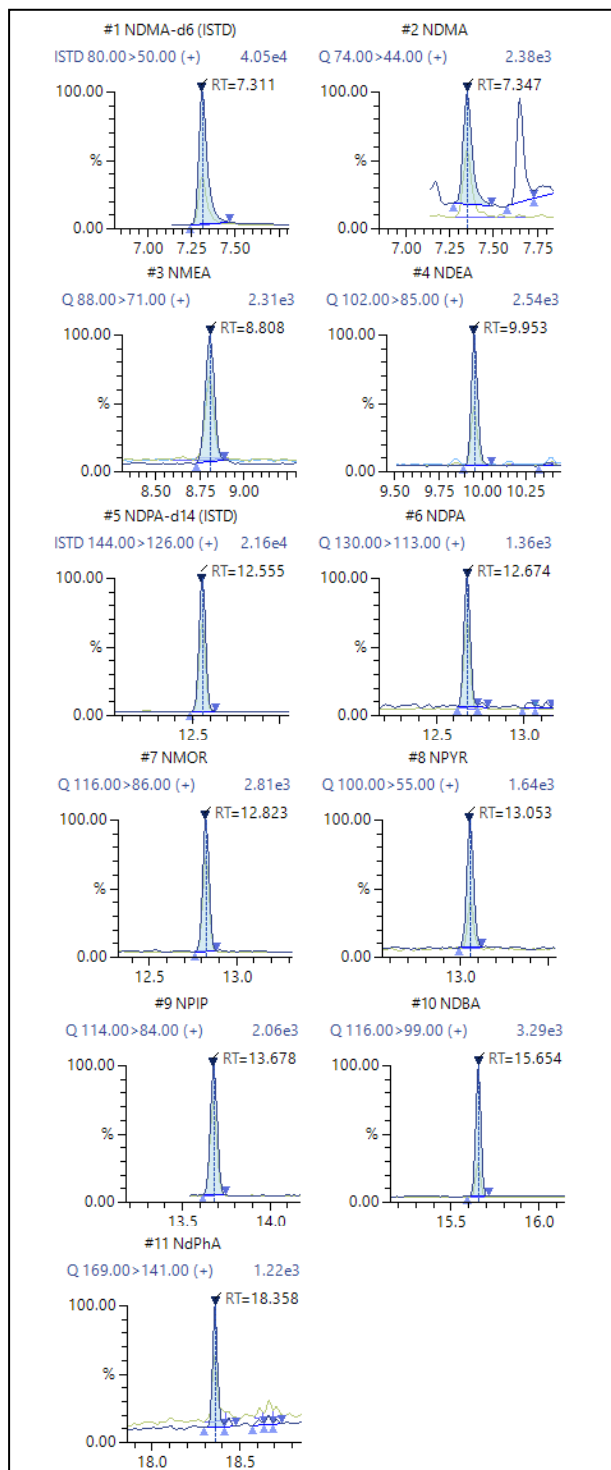 #1 NDMA-d6 (ISTD)
ISTD 80.00>50.00 (+) 4.05e4
100.00
RT=7.311
%
0.00
7.00 7.25 7.50
#2 NDMA
Q 74.00>44.00 (+) 2.38e3
100.00
RT=7.347
%
0.00
7.00 7.25 7.50 7.75
#3 NMEA
Q 88.00>71.00 (+) 2.31e3
100.00
RT=8.808
%
0.00
8.50 8.75 9.00
#4 NDEA
Q 102.00>85.00 (+) 2.54e3
100.00
RT=9.953
%
0.00
9.50 9.75 10.00 10.25
#5 NDPA-d14 (ISTD)
ISTD 144.00>126.00 (+) 2.16e4
100.00
RT=12.555
%
0.00
12.5
#6 NDPA
Q 130.00>113.00 (+) 1.36e3
100.00
RT=12.674
%
0.00
12.5 13.0
#7 NMOR
Q 116.00>86.00 (+) 2.81e3
100.00
RT=12.823
%
0.00
12.5 13.0
#8 NPYR
Q 100.00>55.00 (+) 1.64e3
100.00
RT=13.053
%
0.00
13.0
#9 NPIP
Q 114.00>84.00 (+) 2.06e3
100.00
RT=13.678
%
0.00
13.5 14.0
#10 NDBA
Q 116.00>99.00 (+) 3.29e3
100.00
RT=15.654
%
0.00
15.5 16.0
#11 NdPhA
Q 169.00>141.00 (+) 1.22e3
100.00
RT=18.358
%
0.00
18.0 18.5